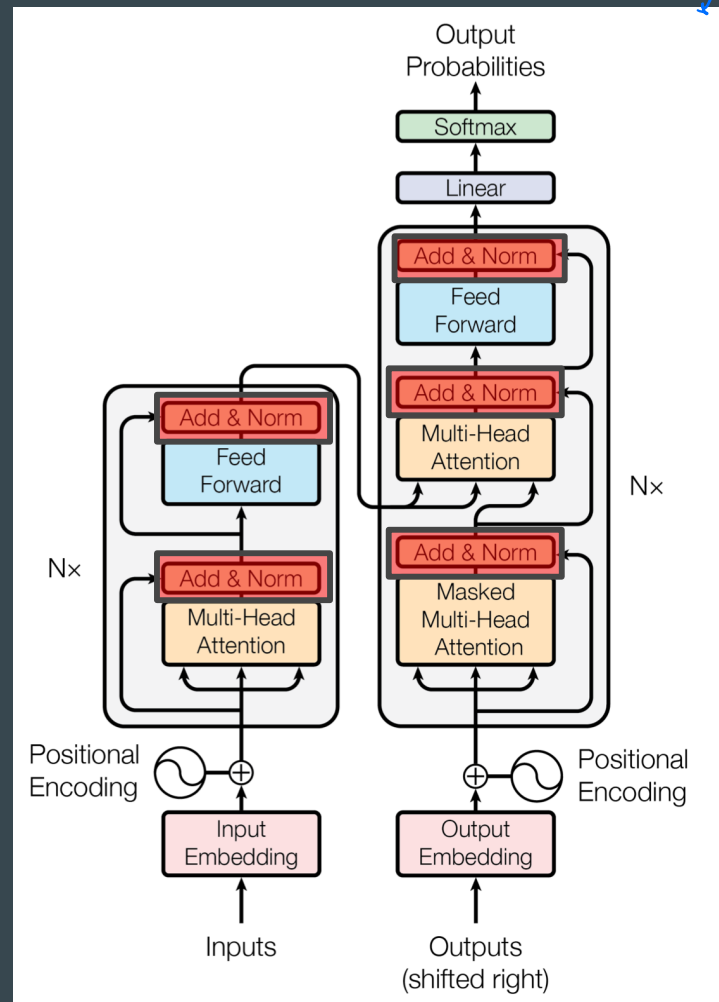 Output
Probabilities
Softmax
Linear
Add & Norm
Feed
Forward
Add & Norm
Multi-Head
Attention
Add & Norm
Masked
Multi-Head
Attention
Nx
Add & Norm
Feed
Forward
Add & Norm
Multi-Head
Attention
Nx
Positional
Encoding
Positional
Encoding
Input
Embedding
Output
Embedding
Inputs
Outputs
(shifted right)